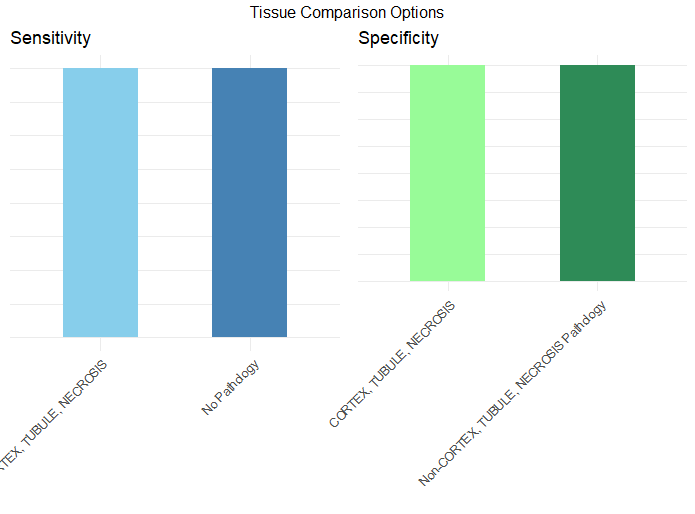 Tissue Comparison Options
Sensitivity
Specificity
TEX, TUBULE, NECROSIS
No Pathology
CORTEX, TUBULE, NECROSIS
Non-CORTEX, TUBULE, NECROSIS Pathology